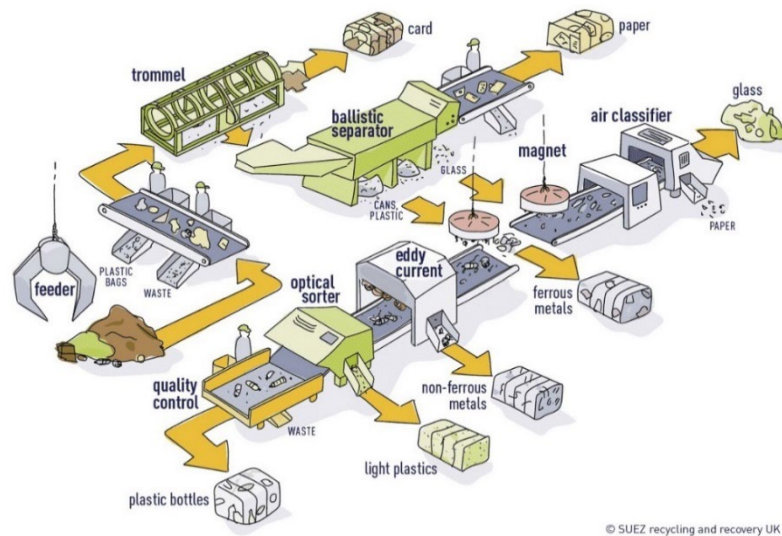 card
paper
trommel
glass
ballistic
separator
air classifier
magnet
GLASS
CANS,
PLASTIC
PAPER
PLASTIC
BAGS
WASTE
feeder
eddy
current
optical
sorter
ferrous
metals
quality
control
WASTE
non-ferrous
metals
light plastics
plastic bottles
© SUEZ recycling and recovery UK